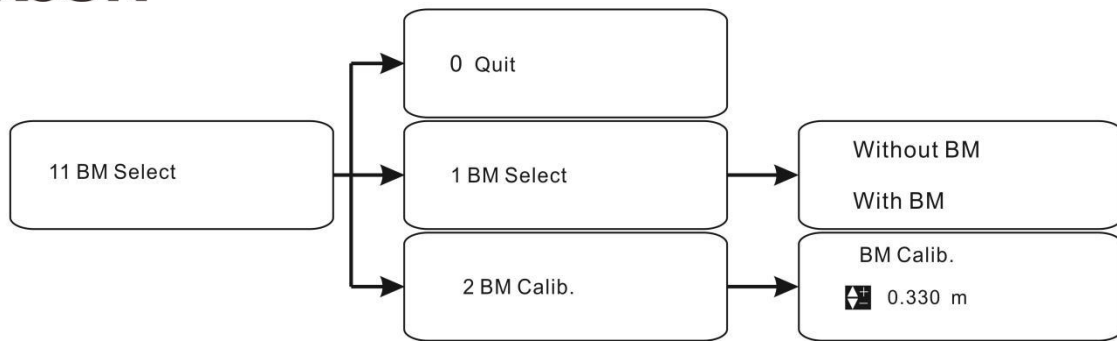 0 Quit
11 BM Select
1 BM Select
Without BM
With BM
2 BM Calib.
BM Calib.
0.330 m